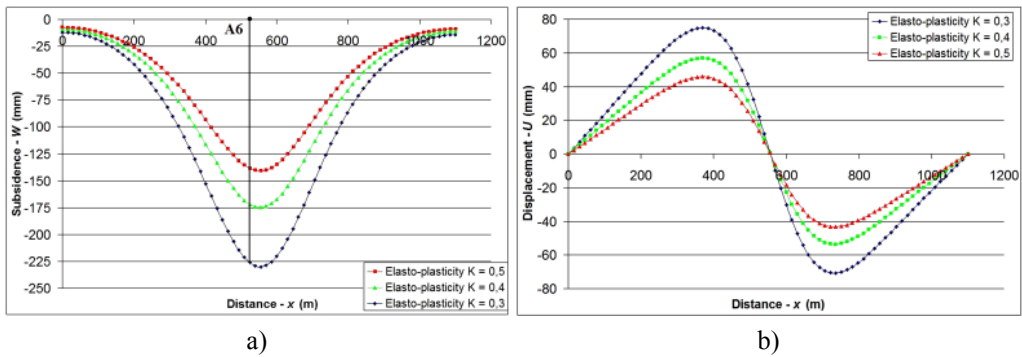 0
-25
-50
-75
-100
-125
-150
-175
-200
-225
-250
0 200 400 600 800 1000 1200
A6
Subsidence - W (mm)
Distance - x (m)
Elasto-plasticity K = 0,5
Elasto-plasticity K = 0,4
Elasto-plasticity K = 0,3
a)
80
60
40
20
0
-20
-40
-60
-80
0 200 400 600 800 1000 1200
Displacement - U (mm)
Distance - x (m)
Elasto-plasticity K = 0,3
Elasto-plasticity K = 0,4
Elasto-plasticity K = 0,5
b)